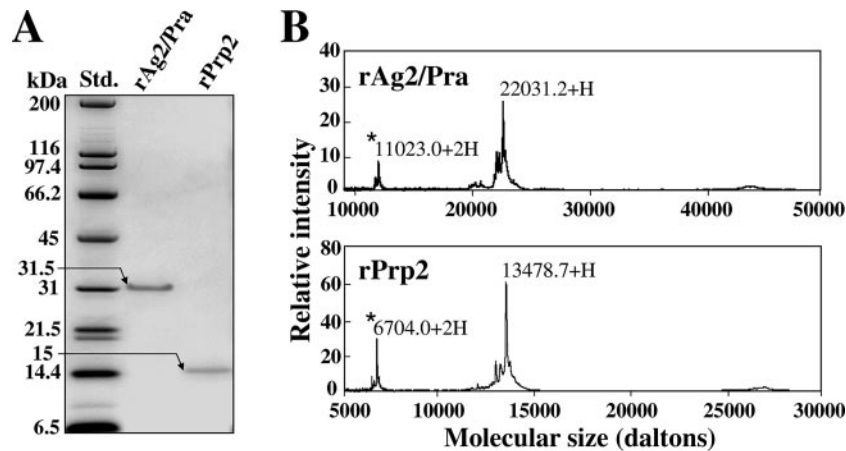 A
kDa Std. rAg2/Pra rPrp2
200
116
97.4
66.2
45
31.5
31
21.5
15
14.4
6.5
B
Relative intensity
40
rAg2/Pra
22031.2+H
30
20
*
11023.0+2H
10
0
10000 20000 30000 40000 50000
80
rPrp2
13478.7+H
60
40
*
6704.0+2H
20
0
5000 10000 15000 20000 25000 30000
Molecular size (daltons)